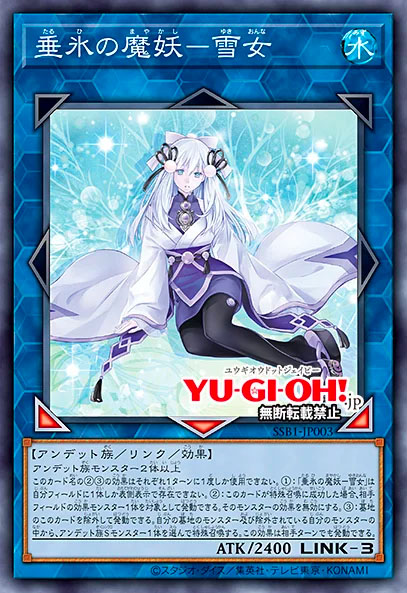 たるひ まやかし ゆきおんな
垂氷の魔妖－雪女
水
ユウギオウドットジェイピー
YU-GI-OH!.jp
無断転載禁止
SSB1-JP003
【アンデット族／リンク／効果】
アンデット族モンスター2体以上
このカード名の②③の効果はそれぞれ1ターンに1度しか使用できない。①：「垂氷の魔妖－雪女」は
自分フィールドに1体しか表側表示で存在できない。②：このカードが特殊召喚に成功した場合、相手
フィールドの効果モンスター1体を対象として発動できる。そのモンスターの効果を無効にする。③：墓地
のこのカードを除外して発動できる。自分の墓地のモンスター及び除外されている自分のモンスターの
中から、アンデット族Sモンスター1体を選んで特殊召喚する。この効果は相手ターンでも発動できる。
ATK/2400 LINK-3
©スタジオ・ダイス／集英社・テレビ東京・KONAMI